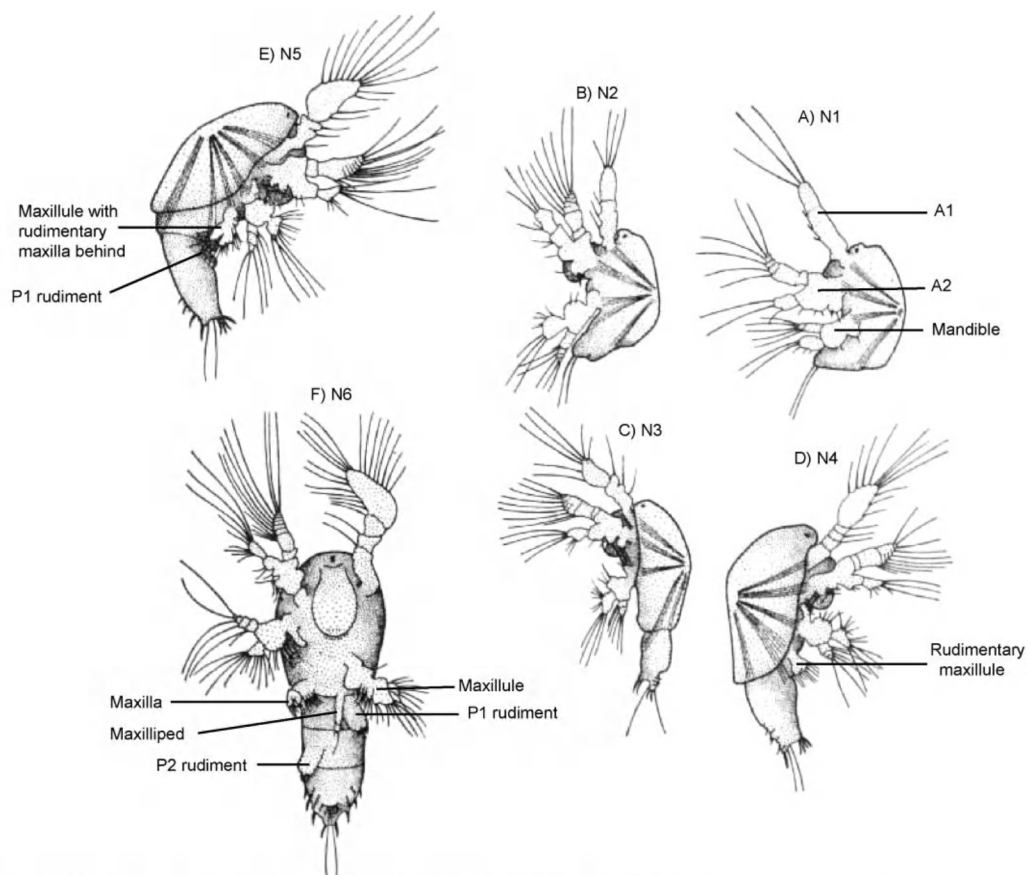 E) N5
B) N2
A) N1
A1
A2
Mandible
Maxillule with
rudimentary
maxilla behind
P1 rudiment
F) N6
C) N3
D) N4
Rudimentary
maxillule
Maxilla
Maxilliped
P2 rudiment
Maxillule
P1 rudiment